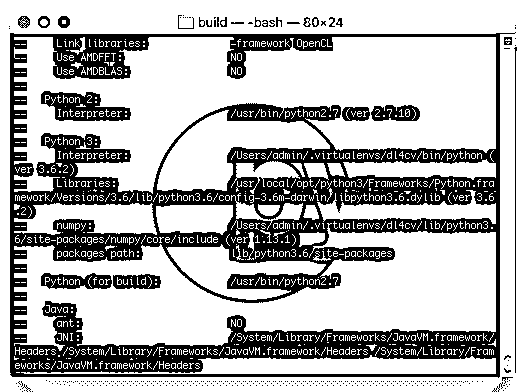 build — -bash — 80×24
-- Link libraries: -framework OpenCL
-- Use AMDFFT: NO
-- Use AMDBLAS: NO
--
-- Python 2:
-- Interpreter: /usr/bin/python2.7 (ver 2.7.10)
--
-- Python 3:
-- Interpreter: /Users/admin/.virtualenvs/dl4cv/bin/python (
ver 3.6.2)
-- Libraries: /usr/local/opt/python3/Frameworks/Python.fra
mework/Versions/3.6/lib/python3.6/config-3.6m-darwin/libpython3.6.dylib (ver 3.6
.2)
-- numpy: /Users/admin/.virtualenvs/dl4cv/lib/python3.
6/site-packages/numpy/core/include (ver 1.13.1)
-- packages path: lib/python3.6/site-packages
--
-- Python (for build): /usr/bin/python2.7
--
-- Java:
-- ant: NO
-- JNI: /System/Library/Frameworks/JavaVM.framework/
Headers /System/Library/Frameworks/JavaVM.framework/Headers /System/Library/Fram
eworks/JavaVM.framework/Headers